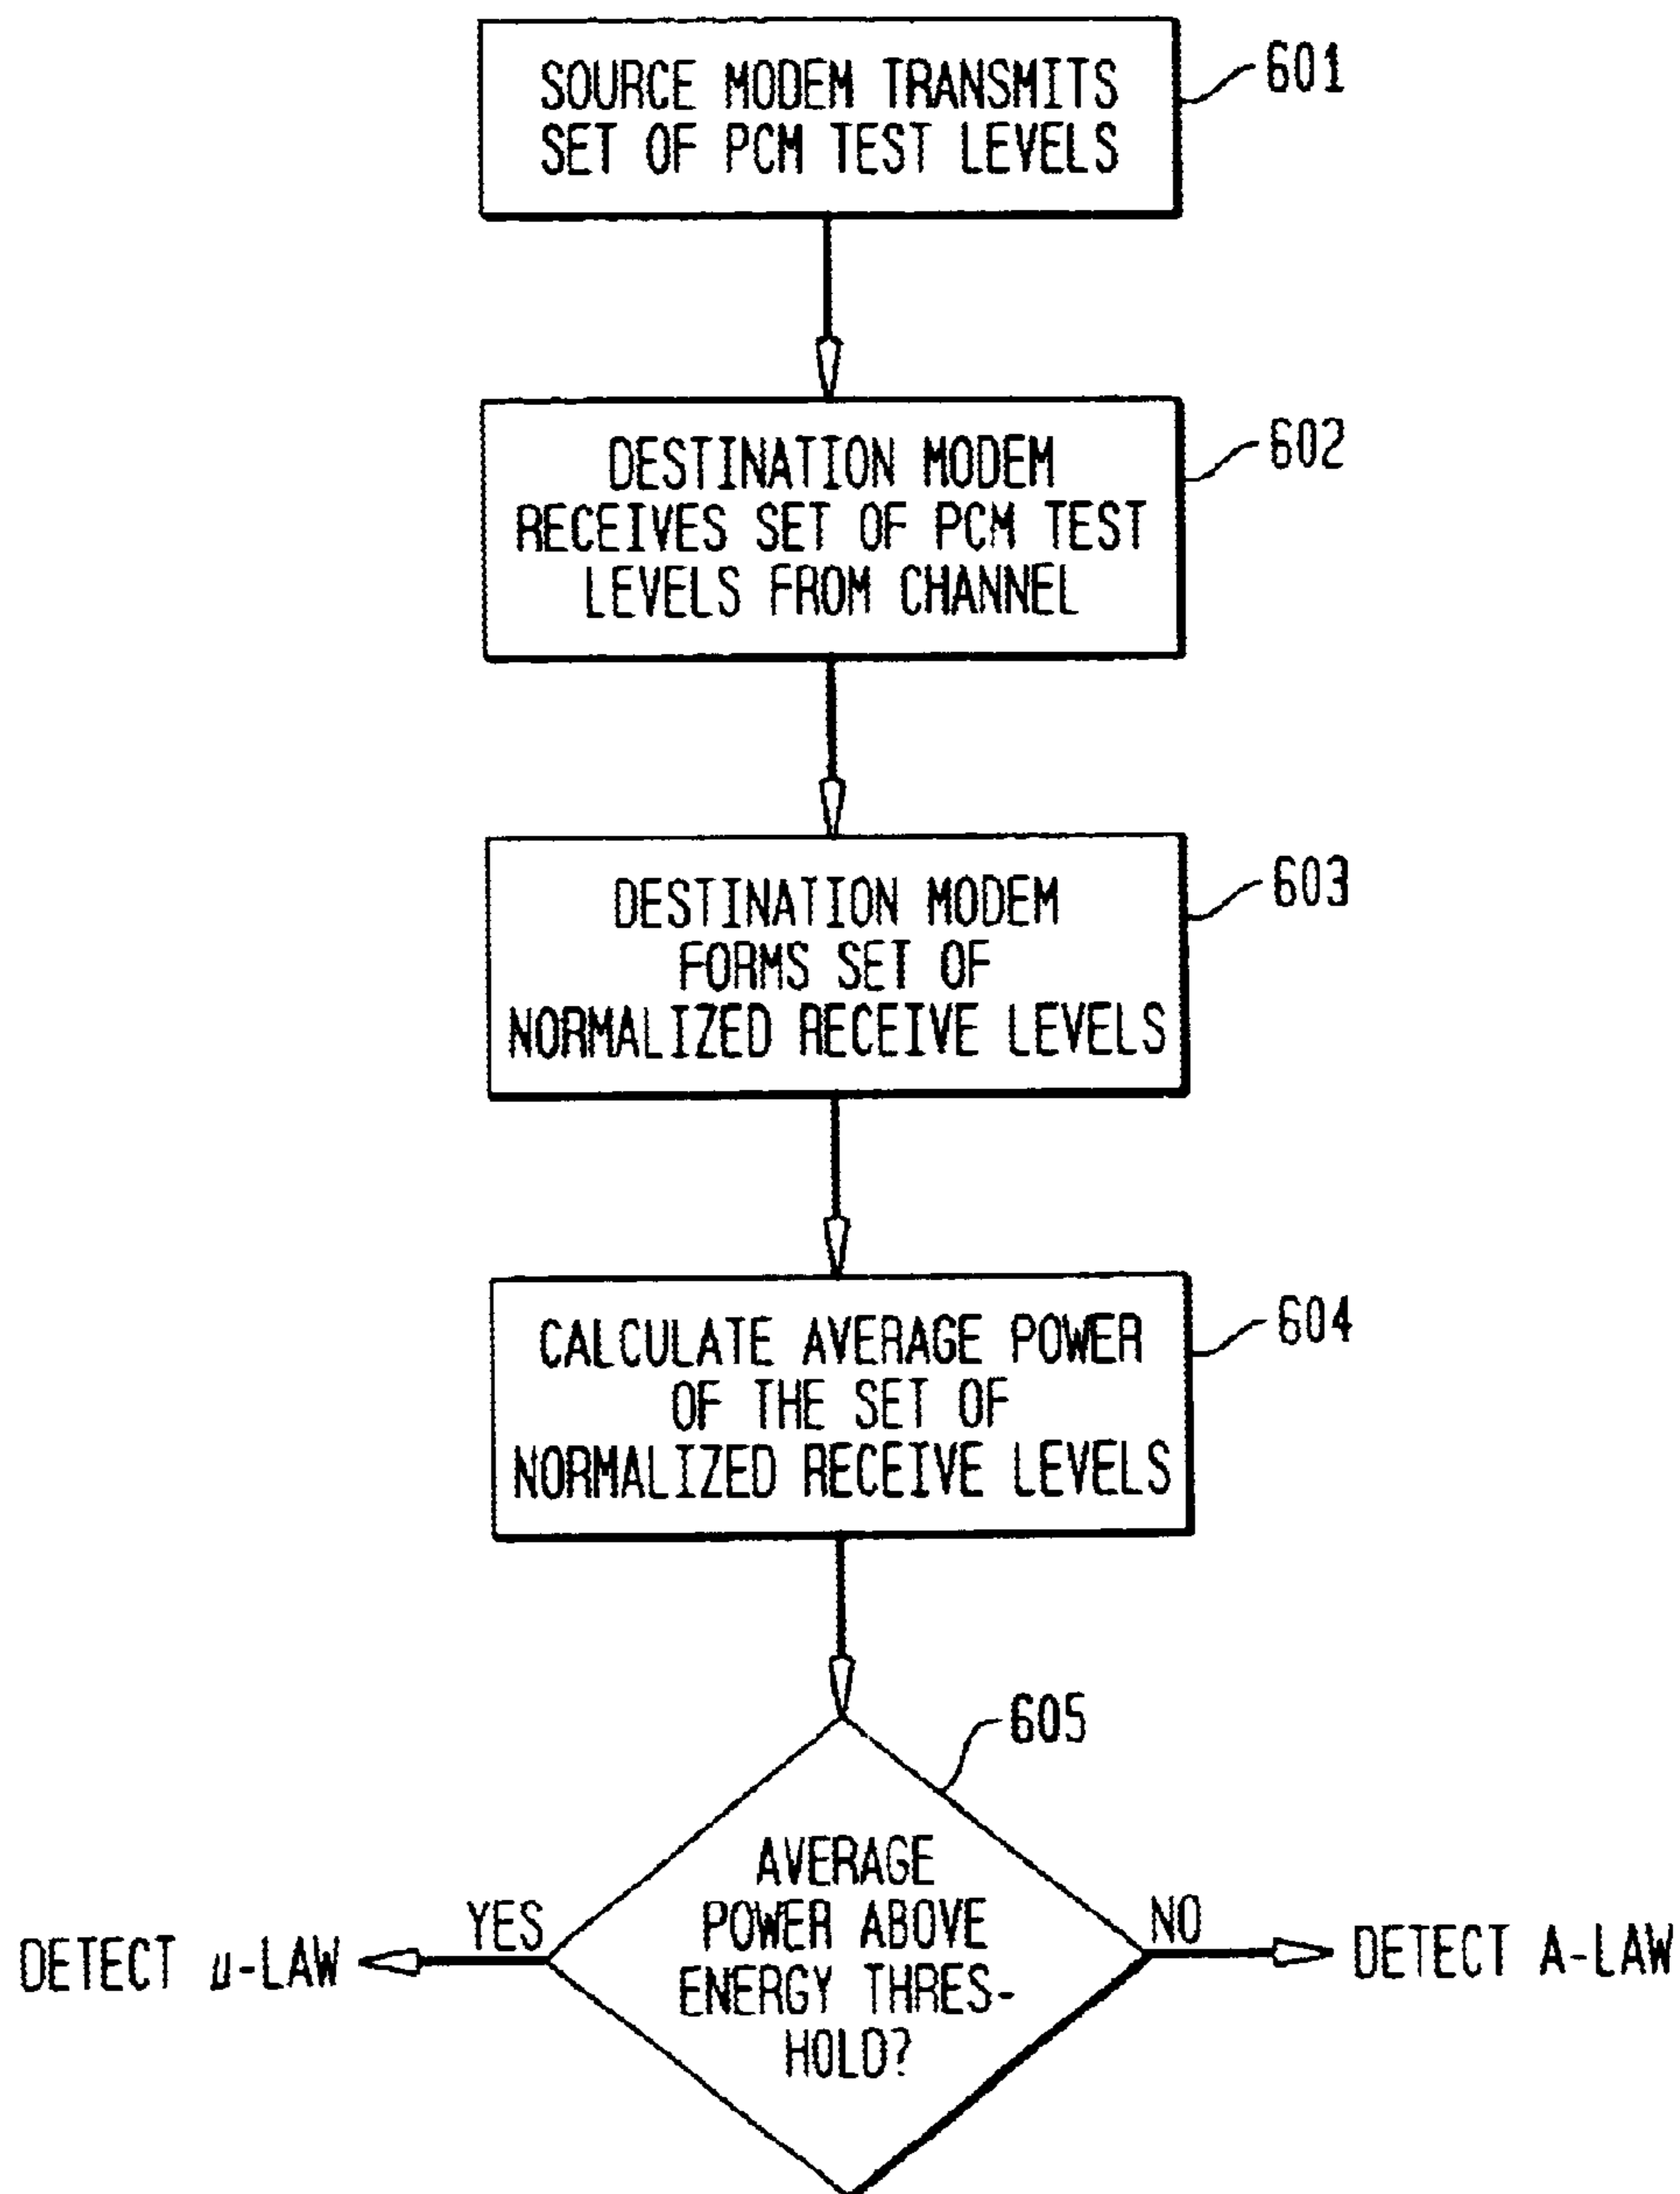 SOURCE MODEM TRANSMITS
SET OF PCM TEST LEVELS
601
DESTINATION MODEM
RECEIVES SET OF PCM TEST
LEVELS FROM CHANNEL
602
DESTINATION MODEM
FORMS SET OF
NORMALIZED RECEIVE LEVELS
603
CALCULATE AVERAGE POWER
OF THE SET OF
NORMALIZED RECEIVE LEVELS
604
605
AVERAGE
POWER ABOVE
ENERGY THRES-
HOLD?
YES
NO
DETECT μ-LAW
DETECT A-LAW